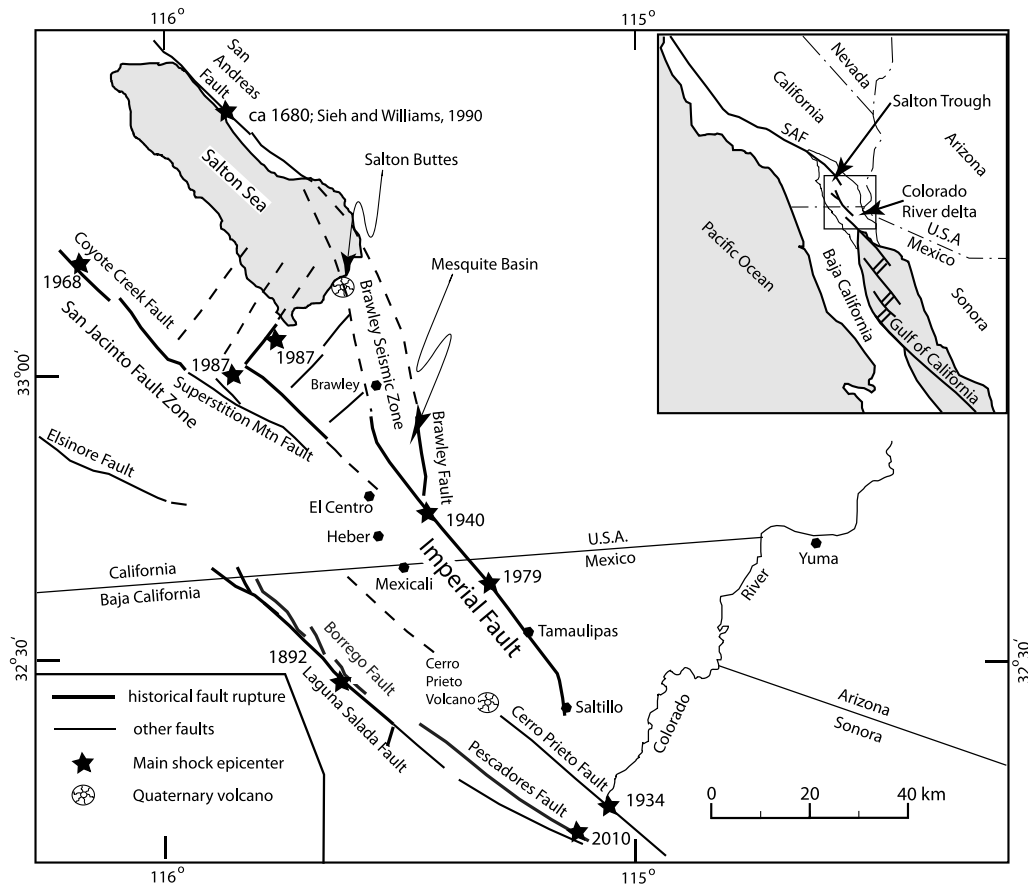 116°
115°
San
Andreas
Fault
ca 1680; Sieh and Williams, 1990
Salton Buttes
Salton Sea
Mesquite Basin
Coyote Creek Fault
1968
San Jacinto Fault Zone
1987
1987
Superstition Mtn Fault
Brawley
Brawley Seismic Zone
Brawley Fault
33°00'
Elsinore Fault
El Centro
Heber
1940
U.S.A.
Mexico
California
Baja California
Mexicali
Imperial Fault
1979
Yuma
River
Colorado
Tamaulipas
Borrego Fault
1892
Laguna Salada Fault
Cerro
Prieto
Volcano
Saltillo
32°30'
32°30'
Arizona
Sonora
Cerro Prieto Fault
Pescadores Fault
1934
2010
0 20 40 km
historical fault rupture
other faults
Main shock epicenter
Quaternary volcano
116°
115°
Nevada
California
Salton Trough
SAF
Arizona
Colorado
River delta
U.S.A
Mexico
Pacific Ocean
Baja California
Sonora
Gulf of California